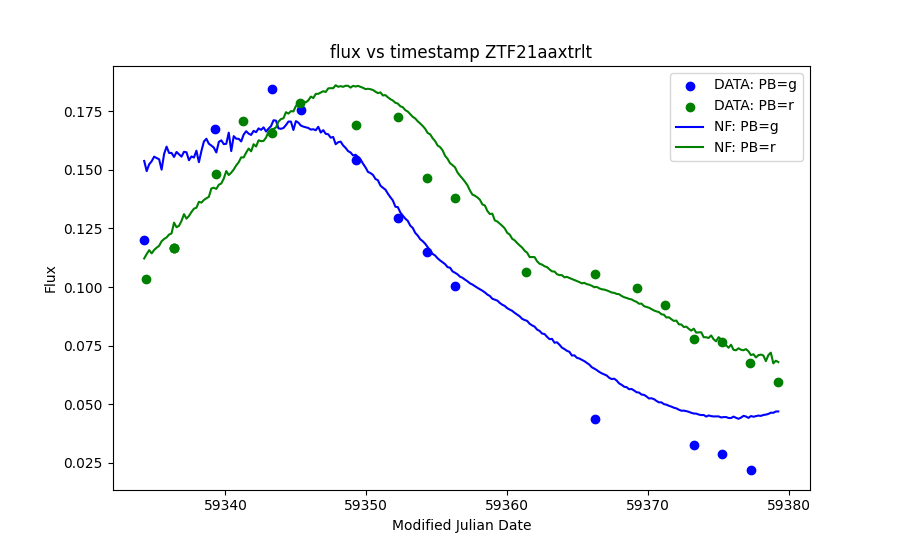 flux vs timestamp ZTF21aaxtrlt
DATA: PB=g
DATA: PB=r
NF: PB=g
NF: PB=r
Flux
0.175
0.150
0.125
0.100
0.075
0.050
0.025
59340 59350 59360 59370 59380
Modified Julian Date